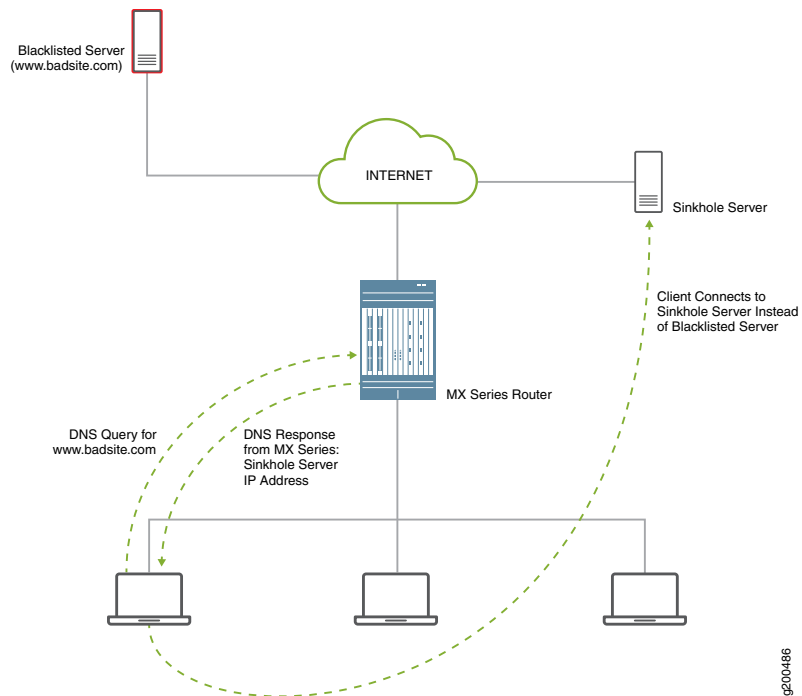 Blacklisted Server
(www.badsite.com)
INTERNET
Sinkhole Server
Client Connects to
Sinkhole Server Instead
of Blacklisted Server
MX Series Router
DNS Query for
www.badsite.com
DNS Response
from MX Series:
Sinkhole Server
IP Address
g200486